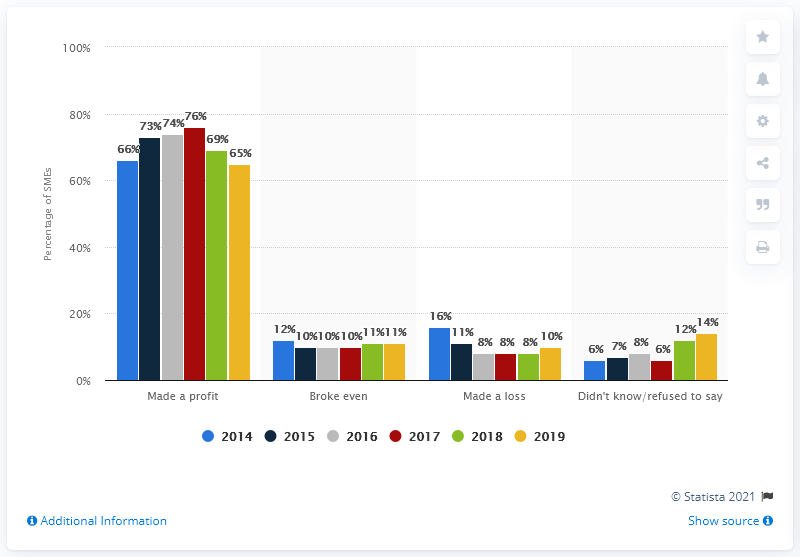 100%
80%
60%
40%
20%
0%
Percentage of SMEs
66% 73% 74% 76% 69% 65%
12% 10% 10% 10% 11% 11%
16% 11% 8% 8% 8% 10%
6% 7% 8% 6% 12% 14%
Made a profit Broke even Made a loss Didn't know/refused to say
2014 2015 2016 2017 2018 2019
© Statista 2021
Additional Information Show source